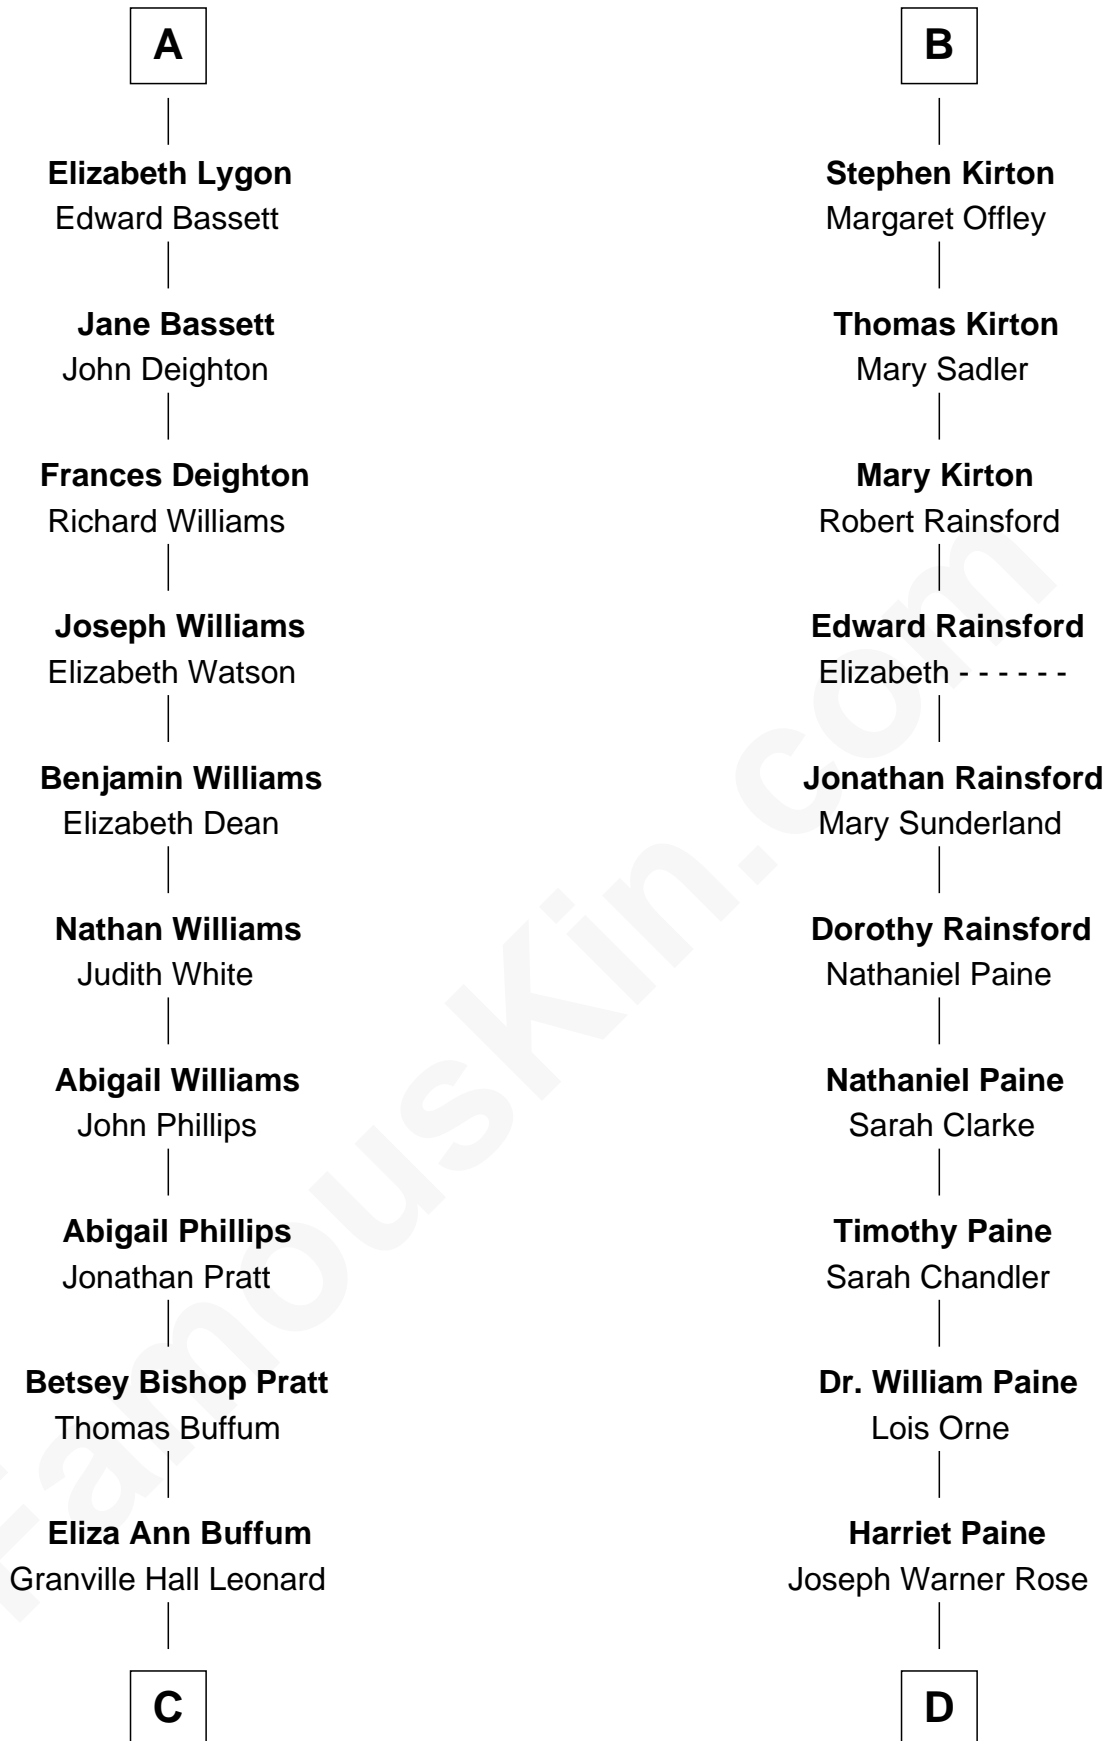 A
Elizabeth Lygon
Edward Bassett
Jane Bassett
John Deighton
Frances Deighton
Richard Williams
Joseph Williams
Elizabeth Watson
Benjamin Williams
Elizabeth Dean
Nathan Williams
Judith White
Abigail Williams
John Phillips
Abigail Phillips
Jonathan Pratt
Betsey Bishop Pratt
Thomas Buffum
Eliza Ann Buffum
Granville Hall Leonard
C
B
Stephen Kirton
Margaret Offley
Thomas Kirton
Mary Sadler
Mary Kirton
Robert Rainsford
Edward Rainsford
Elizabeth - - - - - -
Jonathan Rainsford
Mary Sunderland
Dorothy Rainsford
Nathaniel Paine
Nathaniel Paine
Sarah Clarke
Timothy Paine
Sarah Chandler
Dr. William Paine
Lois Orne
Harriet Paine
Joseph Warner Rose
D
FamousKin.com